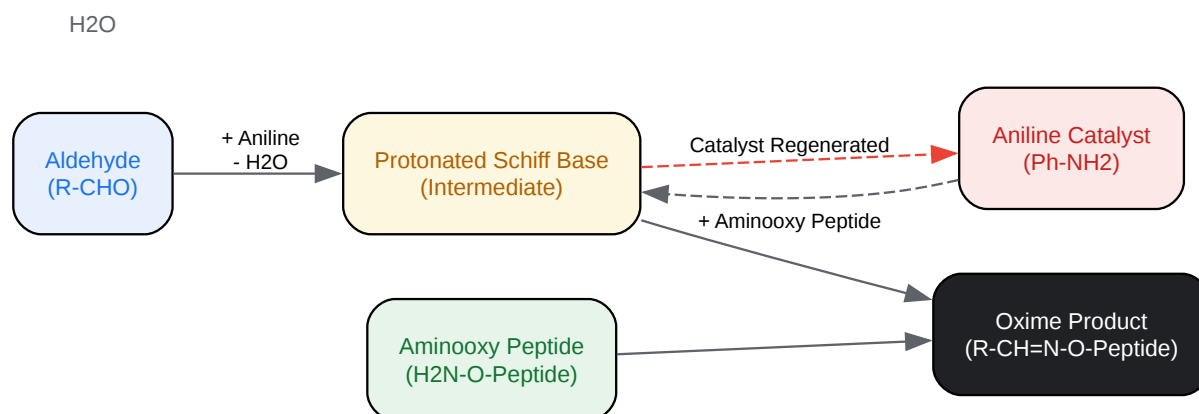 H2O
Aldehyde
(R-CHO)
+ Aniline
- H2O
Protonated Schiff Base
(Intermediate)
Catalyst Regenerated
Aniline Catalyst
(Ph-NH2)
+ Aminooxy Peptide
Aminooxy Peptide
(H2N-O-Peptide)
Oxime Product
(R-CH=N-O-Peptide)